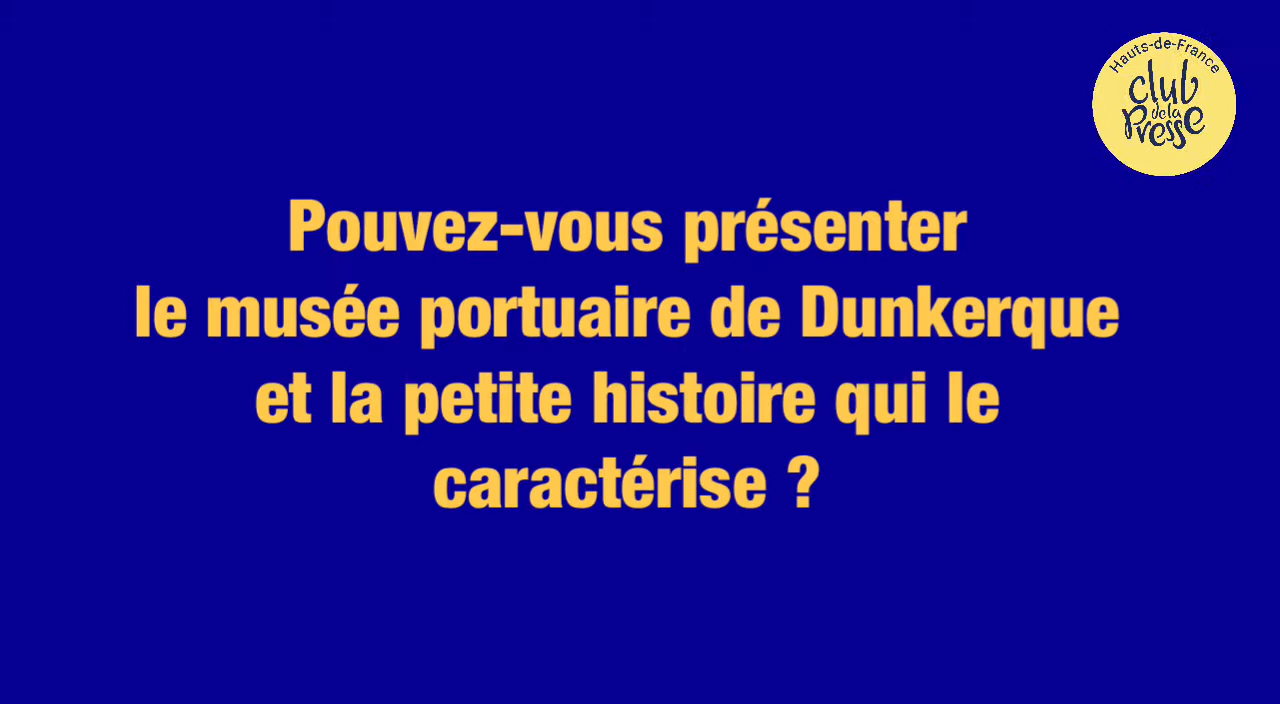 Hauts-de-France
club
de la
Presse
Pouvez-vous présenter
le musée portuaire de Dunkerque
et la petite histoire qui le
caractérise ?